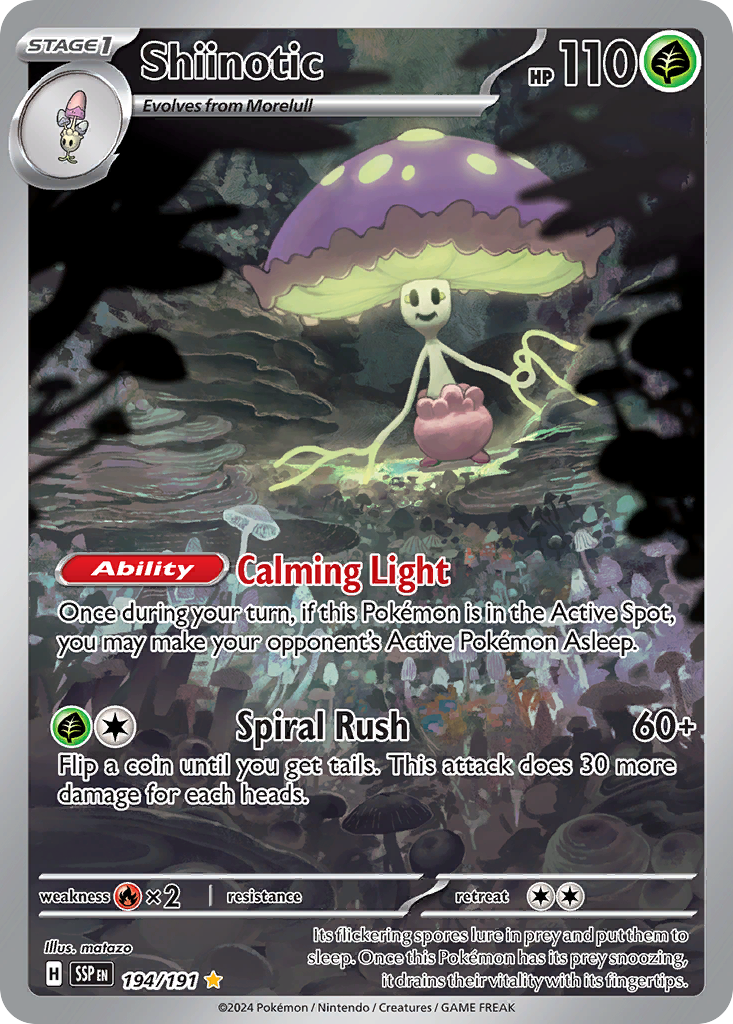 STAGE1
Shiinotic
HP 110
Evolves from Morelull
Ability Calming Light
Once during your turn, if this Pokémon is in the Active Spot,
you may make your opponent's Active Pokémon Asleep.
Spiral Rush 60+
Flip a coin until you get tails. This attack does 30 more
damage for each heads.
weakness ×2 resistance retreat
Its flickering spores lure in prey and put them to
sleep. Once this Pokémon has its prey snoozing,
it drains their vitality with its fingertips.
Illus. matazo
H SSP EN 194/191
©2024 Pokémon / Nintendo / Creatures / GAME FREAK